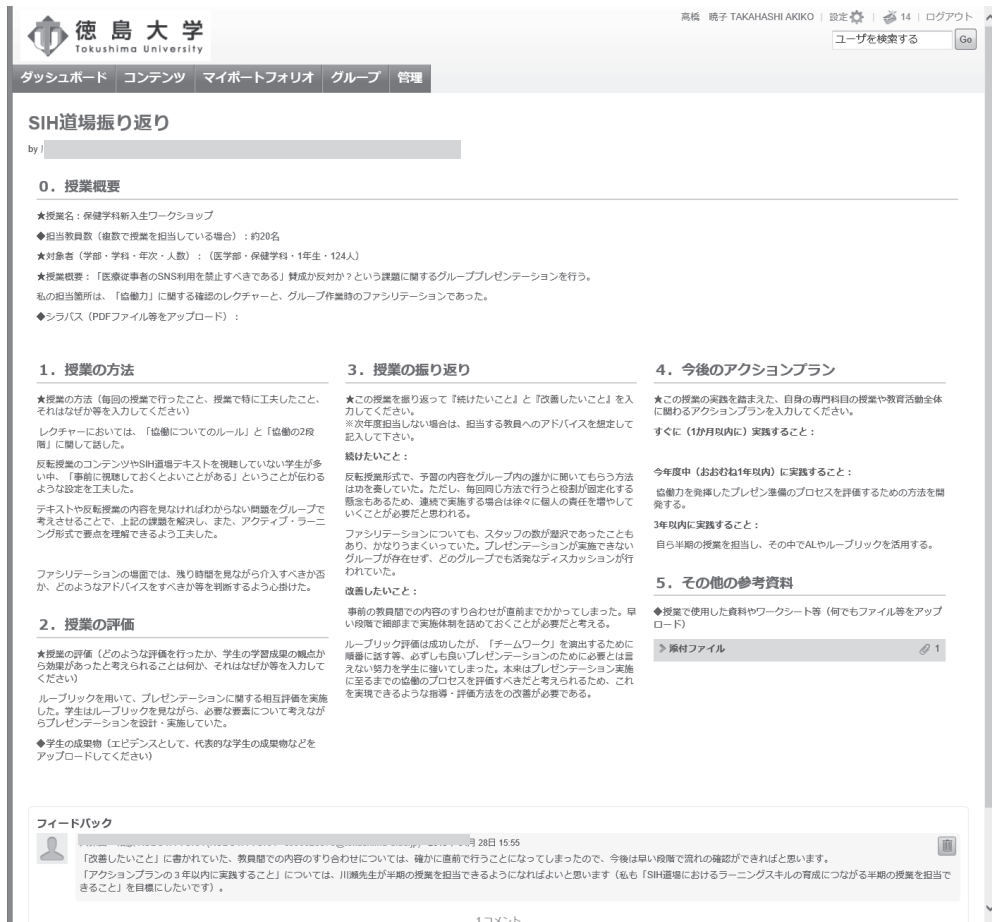 徳島大学
Tokushima University
高橋 暁子 TAKAHASHI AKIKO | 設定 | 14 | ログアウト
ユーザを検索する Go
ダッシュボード コンテンツ マイポートフォリオ グループ 管理
SIH道場振り返り
by
0．授業概要
★授業名：保健学科新入生ワークショップ
◆担当教員数（複数で授業を担当している場合）：約20名
★対象者（学部・学科・年次・人数）：（医学部・保健学科・1年生・124人）
★授業概要：「医療従事者のSNS利用を禁止すべきである」賛成か反対か？という課題に関するグループプレゼンテーションを行う。
私の担当箇所は、「協働力」に関する確認のレクチャーと、グループ作業時のファシリテーションであった。
◆シラバス（PDFファイル等をアップロード）：
1．授業の方法
★授業の方法（毎回の授業で行ったこと、授業で特に工夫したこと、
それはなぜか等を入力してください）
レクチャーにおいては、「協働についてのルール」と「協働の2段
階」に関して話した。
反転授業のコンテンツやSIH道場テキストを視聴していない学生が多
い中、「事前に視聴しておくとよいことがある」ということが伝わる
ような設定を工夫した。
テキストや反転授業の内容を見なければわからない問題をグループで
考えさせることで、上記の課題を解決し、また、アクティブ・ラーニ
ング形式で要点を理解できるよう工夫した。
ファシリテーションの場面では、残り時間を見ながら介入すべきか否
か、どのようなアドバイスをすべきか等を判断するよう心掛けた。
2．授業の評価
★授業の評価（どのような評価を行ったか、学生の学習成果の観点か
ら効果があったと考えられることは何か、それはなぜか等を入力して
ください）
ルーブリックを用いて、プレゼンテーションに関する相互評価を実施
した。学生はルーブリックを見ながら、必要な要素について考えなが
らプレゼンテーションを設計・実施していた。
◆学生の成果物（エビデンスとして、代表的な学生の成果物などを
アップロードしてください）
3．授業の振り返り
★この授業を振り返って『続けたいこと』と『改善したいこと』を入
力してください。
※次年度担当しない場合は、担当する教員へのアドバイスを想定して
記入して下さい。
続けたいこと：
反転授業形式で、予習の内容をグループ内の誰かに聞いてもらう方法
は功を奏していた。ただし、毎回同じ方法で行うと役割が固定化する
懸念もあるため、連続で実施する場合は徐々に個人の責任を増やして
いくことが必要だと思われる。
ファシリテーションについても、スタッフの数が潤沢であったことも
あり、かなりうまくいっていた。プレゼンテーションが実施できない
グループが存在せず、どのグループでも活発なディスカッションが行
われていた。
改善したいこと：
事前の教員間での内容のすり合わせが直前までかかってしまった。早
い段階で細部まで実施体制を詰めておくことが必要だと考える。
ルーブリック評価は成功したが、「チームワーク」を演出するために
順番に話す等、必ずしも良いプレゼンテーションのために必要とは言
えない努力を学生に強いてしまった。本来はプレゼンテーション実施
に至るまでの協働のプロセスを評価すべきだと考えられるため、これ
を実現できるような指導・評価方法の改善が必要である。
4．今後のアクションプラン
★この授業の実践を踏まえた、自身の専門科目の授業や教育活動全体
に関わるアクションプランを入力してください。
すぐに（1か月以内に）実践すること：
今年度中（おおむね1年以内）に実践すること：
協働力を発揮したプレゼン準備のプロセスを評価するための方法を開
発する。
3年以内に実践すること：
自ら半期の授業を担当し、その中でALやルーブリックを活用する。
5．その他の参考資料
◆授業で使用した資料やワークシート等（何でもファイル等をアップ
ロード）
添付ファイル 1
フィードバック
月 28日 15:55
「改善したいこと」に書かれていた、教員間での内容のすり合わせについては、確かに直前で行うことになってしまったので、今後は早い段階で流れの確認ができればと思います。
「アクションプランの３年以内に実践すること」については、川瀬先生が半期の授業を担当できるようになればよいと思います（私も「SIH道場におけるラーニングスキルの育成につながる半期の授業を担当で
きること」を目標にしたいです）。
1コメント